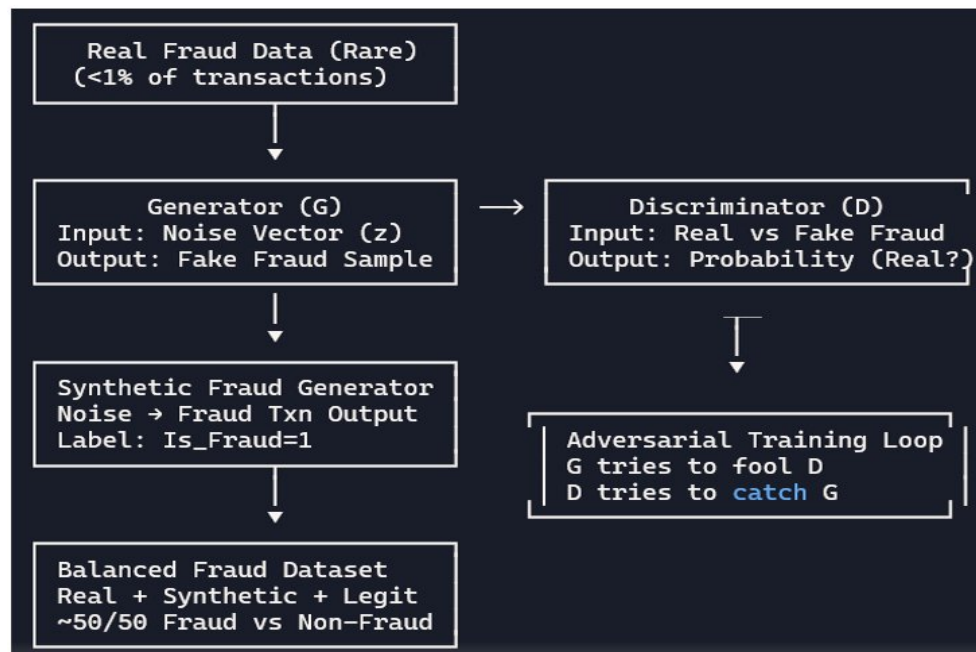 Real Fraud Data (Rare)
(<1% of transactions)
Generator (G)
Input: Noise Vector (z)
Output: Fake Fraud Sample
Discriminator (D)
Input: Real vs Fake Fraud
Output: Probability (Real?)
Synthetic Fraud Generator
Noise → Fraud Txn Output
Label: Is_Fraud=1
Adversarial Training Loop
G tries to fool D
D tries to catch G
Balanced Fraud Dataset
Real + Synthetic + Legit
~50/50 Fraud vs Non-Fraud